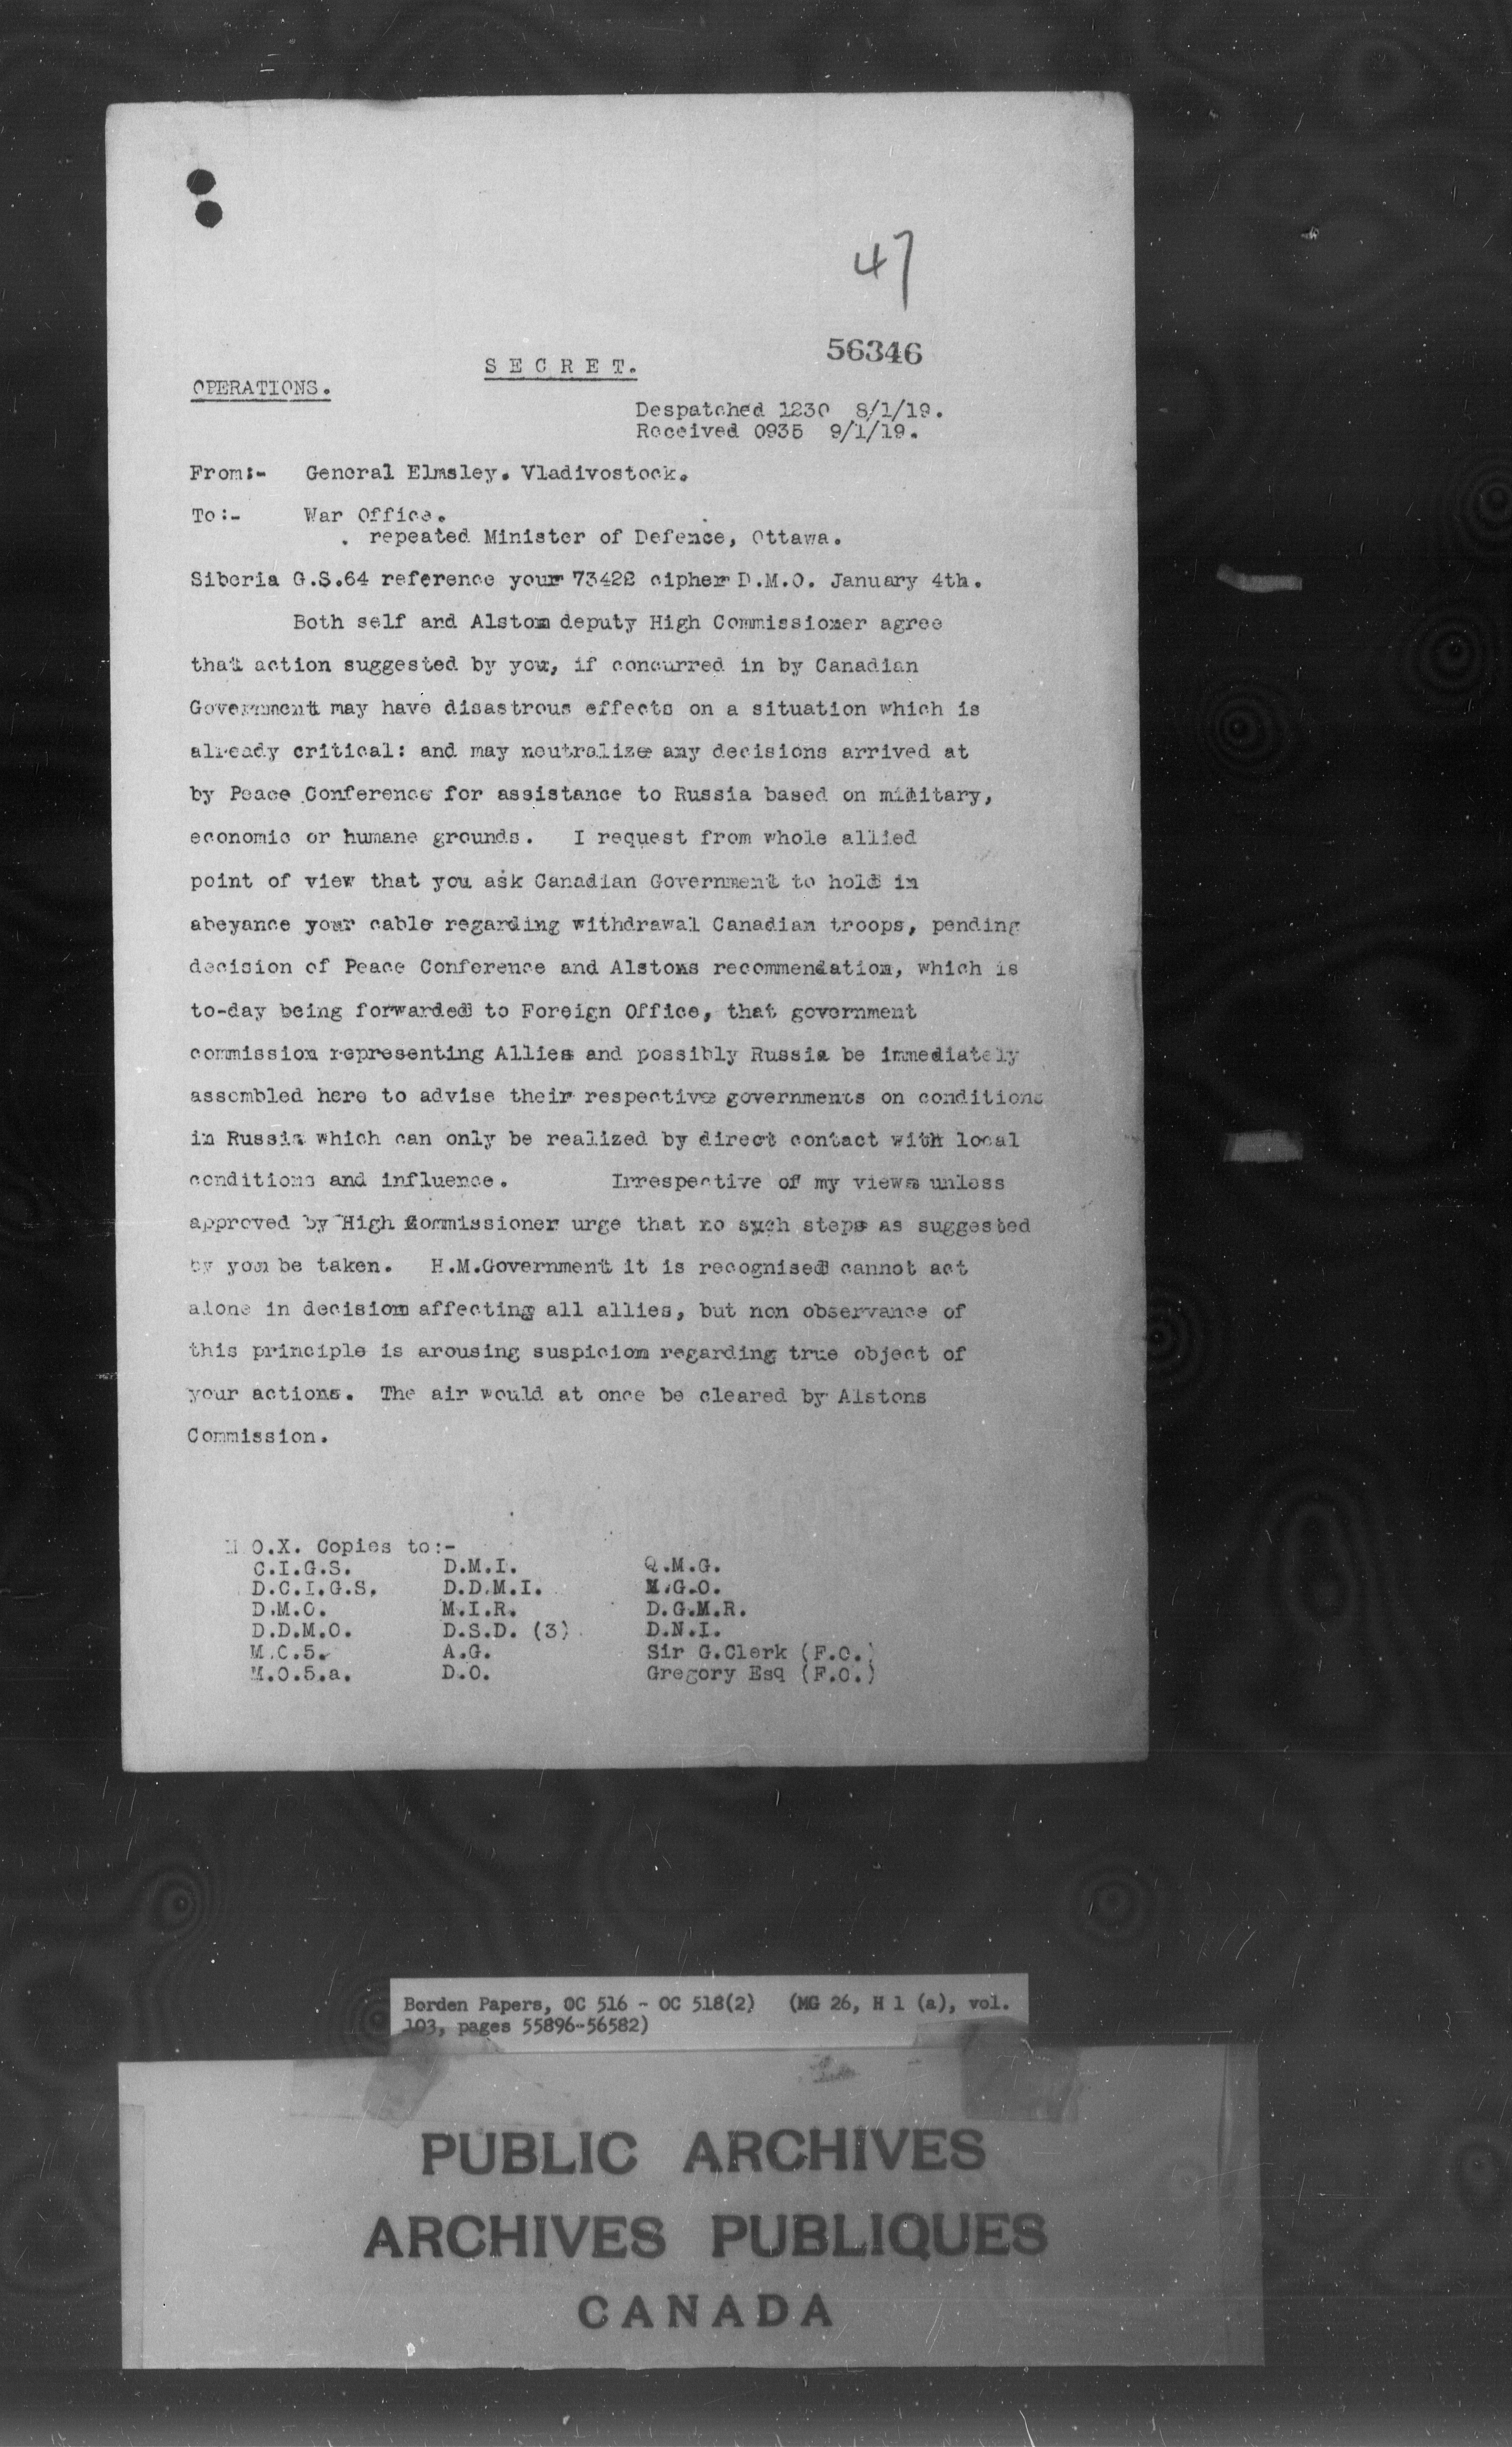 47
56346
SECRET.
OPERATIONS.
Despatched 1230 8/1/19.
Received 0935 9/1/19.
From:- General Elmsley. Vladivostock.
To:- War Office.
. repeated Minister of Defence, Ottawa.
Siberia G.S.64 reference your 73422 cipher D.M.O. January 4th.
Both self and Alston deputy High Commissioner agree
that action suggested by you, if concurred in by Canadian
Government may have disastrous effects on a situation which is
already critical: and may neutralize any decisions arrived at
by Peace Conference for assistance to Russia based on military,
economic or humane grounds. I request from whole allied
point of view that you ask Canadian Government to hold in
abeyance your cable regarding withdrawal Canadian troops, pending
decision of Peace Conference and Alstons recommendation, which is
to-day being forwarded to Foreign Office, that government
commission representing Allies and possibly Russia be immediately
assembled here to advise their respective governments on conditions
in Russia which can only be realized by direct contact with local
conditions and influence. Irrespective of my views unless
approved by High Commissioner urge that no such steps as suggested
by you be taken. H.M.Government it is recognised cannot act
alone in decision affecting all allies, but non observance of
this principle is arousing suspicion regarding true object of
your actions. The air would at once be cleared by Alstons
Commission.
M.O.X. Copies to:-
C.I.G.S. D.M.I. Q.M.G.
D.C.I.G.S. D.D.M.I. M.G.O.
D.M.O. M.I.R. D.G.M.R.
D.D.M.O. D.S.D. (3) D.N.I.
M.O.5. A.G. Sir G.Clerk (F.O.)
M.O.5.a. D.O. Gregory Esq (F.O.)
Borden Papers, OC 516 - OC 518(2) (MG 26, H 1 (a), vol.
103, pages 55896-56582)
PUBLIC ARCHIVES
ARCHIVES PUBLIQUES
CANADA